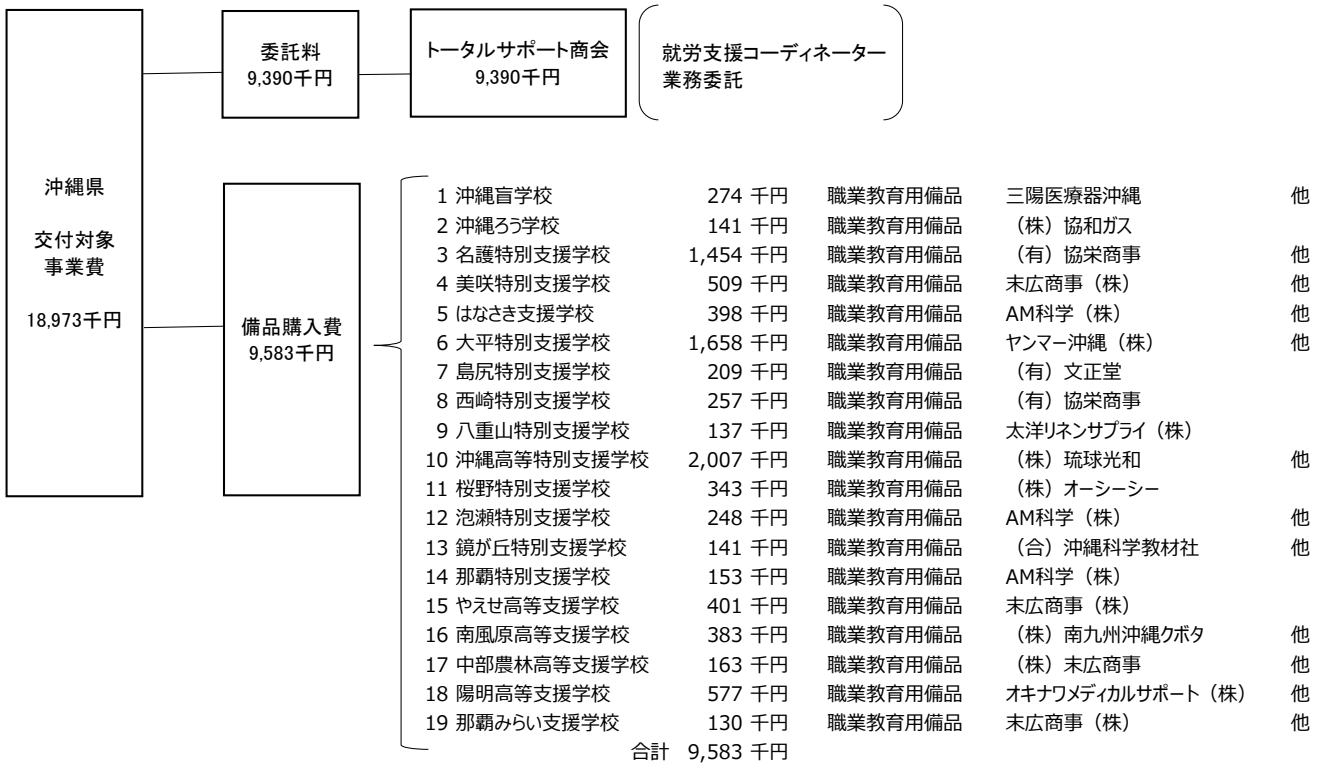 沖縄県
交付対象
事業費
18,973千円
委託料
9,390千円
トータルサポート商会
9,390千円
就労支援コーディネーター
業務委託
備品購入費
9,583千円
1 沖縄盲学校 274 千円 職業教育用備品 三陽医療器沖縄 他
2 沖縄ろう学校 141 千円 職業教育用備品 （株）協和ガス
3 名護特別支援学校 1,454 千円 職業教育用備品 （有）協栄商事 他
4 美咲特別支援学校 509 千円 職業教育用備品 末広商事（株） 他
5 はなさき支援学校 398 千円 職業教育用備品 AM科学（株） 他
6 大平特別支援学校 1,658 千円 職業教育用備品 ヤンマー沖縄（株） 他
7 島尻特別支援学校 209 千円 職業教育用備品 （有）文正堂
8 西崎特別支援学校 257 千円 職業教育用備品 （有）協栄商事
9 八重山特別支援学校 137 千円 職業教育用備品 太洋リネンサプライ（株）
10 沖縄高等特別支援学校 2,007 千円 職業教育用備品 （株）琉球光和 他
11 桜野特別支援学校 343 千円 職業教育用備品 （株）オーシーシー
12 泡瀬特別支援学校 248 千円 職業教育用備品 AM科学（株） 他
13 鏡が丘特別支援学校 141 千円 職業教育用備品 （合）沖縄科学教材社 他
14 那覇特別支援学校 153 千円 職業教育用備品 AM科学（株）
15 やえせ高等支援学校 401 千円 職業教育用備品 末広商事（株）
16 南風原高等支援学校 383 千円 職業教育用備品 （株）南九州沖縄クボタ 他
17 中部農林高等支援学校 163 千円 職業教育用備品 （株）末広商事 他
18 陽明高等支援学校 577 千円 職業教育用備品 オキナワメディカルサポート（株） 他
19 那覇みらい支援学校 130 千円 職業教育用備品 末広商事（株） 他
合計 9,583 千円